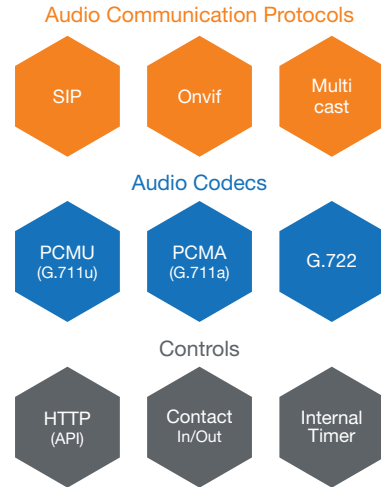 Audio Communication Protocols
SIP
Onvif
Multi
cast
Audio Codecs
PCMU
(G.711u)
PCMA
(G.711a)
G.722
Controls
HTTP
(API)
Contact
In/Out
Internal
Timer